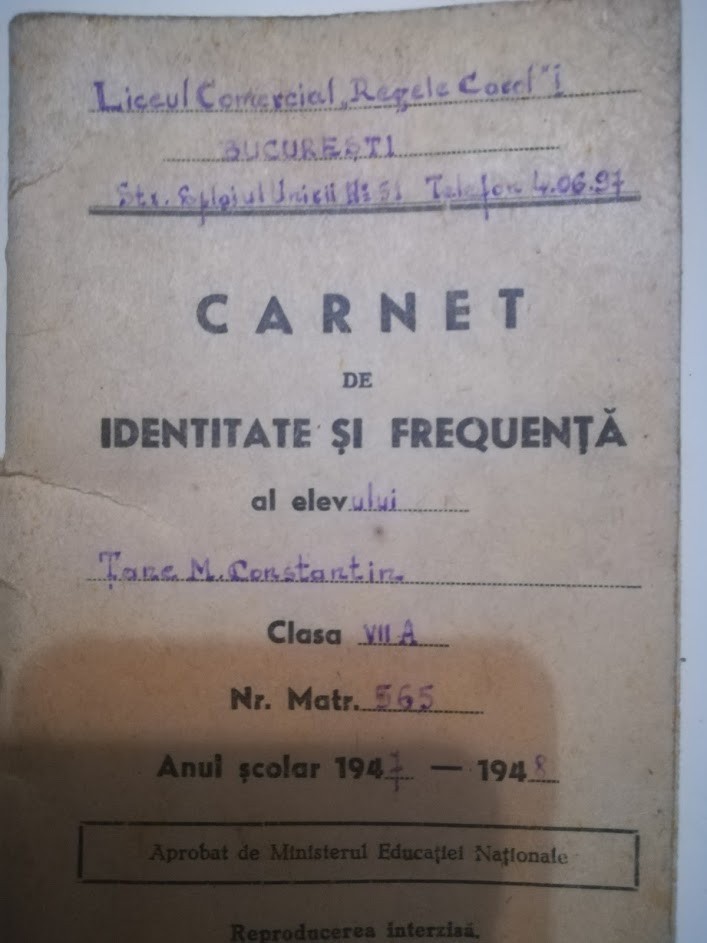 Liceul Comercial „Regele Carol" I
BUCUREȘTI
Str. Splaiul Unirii № 51 Telefon 4.06.97
CARNET
DE
IDENTITATE ȘI FREQUENȚĂ
al elevului
Țane M. Constantin
Clasa VII A
Nr. Matr. 565
Anul școlar 1947 — 1948
Aprobat de Ministerul Educației Naționale
Reproducerea interzisă.